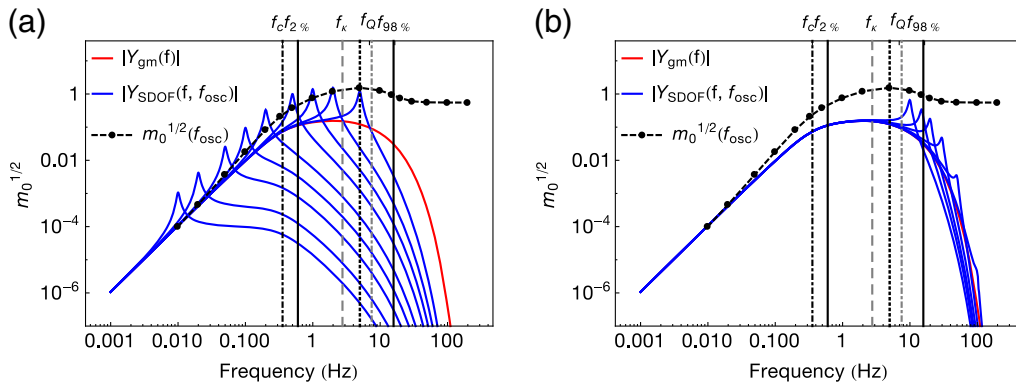 (a)
f_c f_2 % f_κ f_Q f_98 %
|Y_gm(f)|
|Y_SDOF(f, f_osc)|
m_0^1/2(f_osc)
m_0^1/2
1
0.01
10^-4
10^-6
0.001 0.010 0.100 1 10 100
Frequency (Hz)
(b)
f_c f_2 % f_κ f_Q f_98 %
|Y_gm(f)|
|Y_SDOF(f, f_osc)|
m_0^1/2(f_osc)
m_0^1/2
1
0.01
10^-4
10^-6
0.001 0.010 0.100 1 10 100
Frequency (Hz)